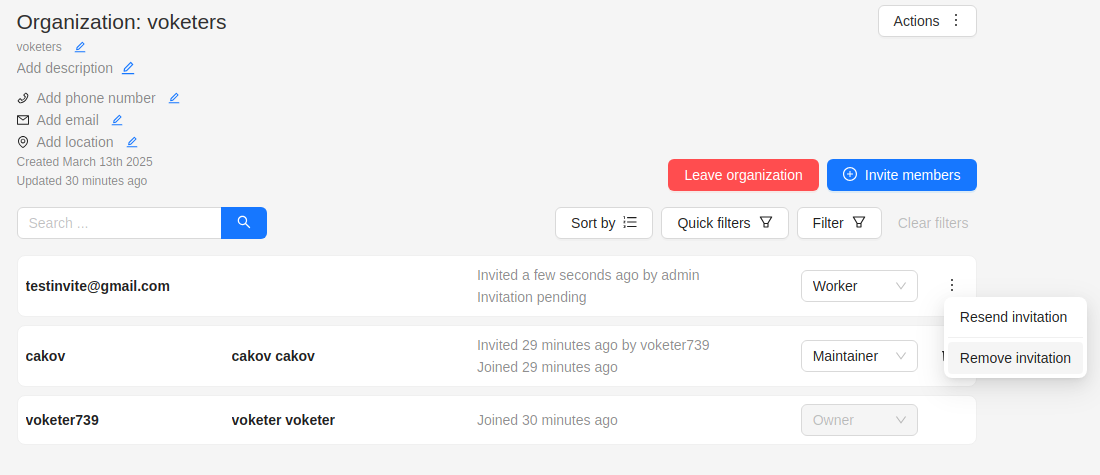 Organization: voketers
Actions
voketers
Add description
Add phone number
Add email
Add location
Created March 13th 2025
Updated 30 minutes ago
Leave organization
Invite members
Search ...
Sort by
Quick filters
Filter
Clear filters
testinvite@gmail.com
Invited a few seconds ago by admin
Invitation pending
Worker
Resend invitation
Remove invitation
cakov
cakov cakov
Invited 29 minutes ago by voketer739
Joined 29 minutes ago
Maintainer
voketer739
voketer voketer
Joined 30 minutes ago
Owner